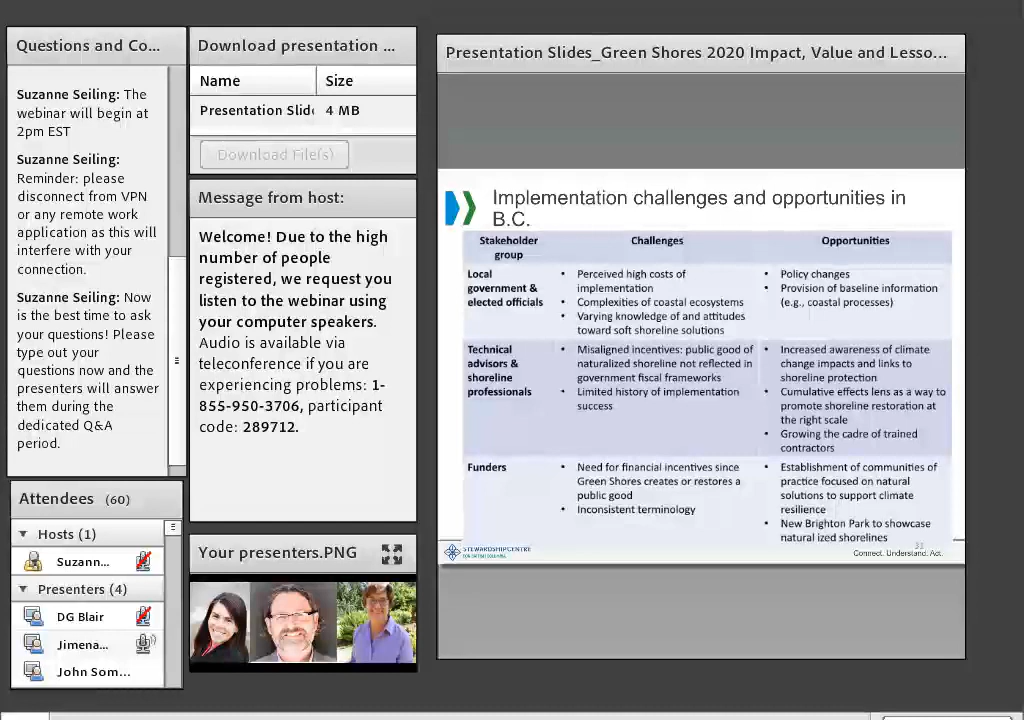 Questions and Co...
Suzanne Seiling: The
webinar will begin at
2pm EST
Suzanne Seiling:
Reminder: please
disconnect from VPN
or any remote work
application as this will
interfere with your
connection.
Suzanne Seiling: Now
is the best time to ask
your questions! Please
type out your
questions now and the
presenters will answer
them during the
dedicated Q&A
period.
Attendees (60)
Hosts (1)
Suzann...
Presenters (4)
DG Blair
Jimena...
John Som...
Download presentation ...
Name Size
Presentation Slid 4 MB
Download File(s)
Message from host:
Welcome! Due to the high
number of people
registered, we request you
listen to the webinar using
your computer speakers.
Audio is available via
teleconference if you are
experiencing problems: 1-
855-950-3706, participant
code: 289712.
Your presenters.PNG
Presentation Slides_Green Shores 2020 Impact, Value and Lesso...
Implementation challenges and opportunities in
B.C.
Stakeholder
group
Challenges
Opportunities
Local
government &
elected officials
• Perceived high costs of
implementation
• Complexities of coastal ecosystems
• Varying knowledge of and attitudes
toward soft shoreline solutions
• Policy changes
• Provision of baseline information
(e.g., coastal processes)
Technical
advisors &
shoreline
professionals
• Misaligned incentives: public good of
naturalized shoreline not reflected in
government fiscal frameworks
• Limited history of implementation
success
• Increased awareness of climate
change impacts and links to
shoreline protection
• Cumulative effects lens as a way to
promote shoreline restoration at
the right scale
• Growing the cadre of trained
contractors
Funders
• Need for financial incentives since
Green Shores creates or restores a
public good
• Inconsistent terminology
• Establishment of communities of
practice focused on natural
solutions to support climate
resilience
• New Brighton Park to showcase
natural ized shorelines
STEWARDSHIPCENTRE
FOR BRITISH COLUMBIA
31
Connect. Understand. Act.